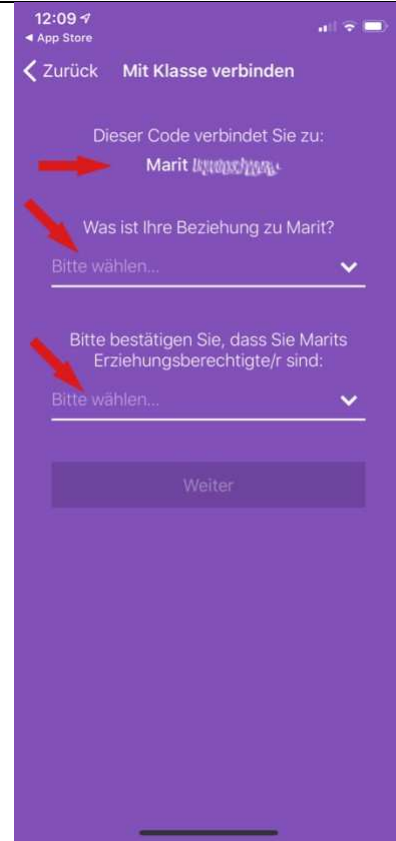 12:09
◀ App Store
Zurück Mit Klasse verbinden
Dieser Code verbindet Sie zu:
Marit
Was ist Ihre Beziehung zu Marit?
Bitte wählen...
Bitte bestätigen Sie, dass Sie Marits
Erziehungsberechtigte/r sind:
Bitte wählen...
Weiter